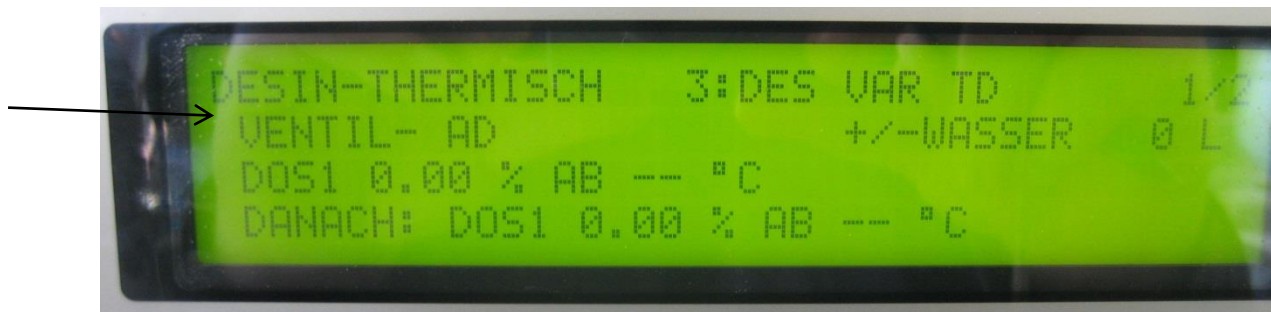 DESIN-THERMISCH 3:DES VAR TD 1/2
VENTIL- AD +/-WASSER 0 L
DOS1 0.00 % AB -- °C
DANACH: DOS1 0.00 % AB -- °C